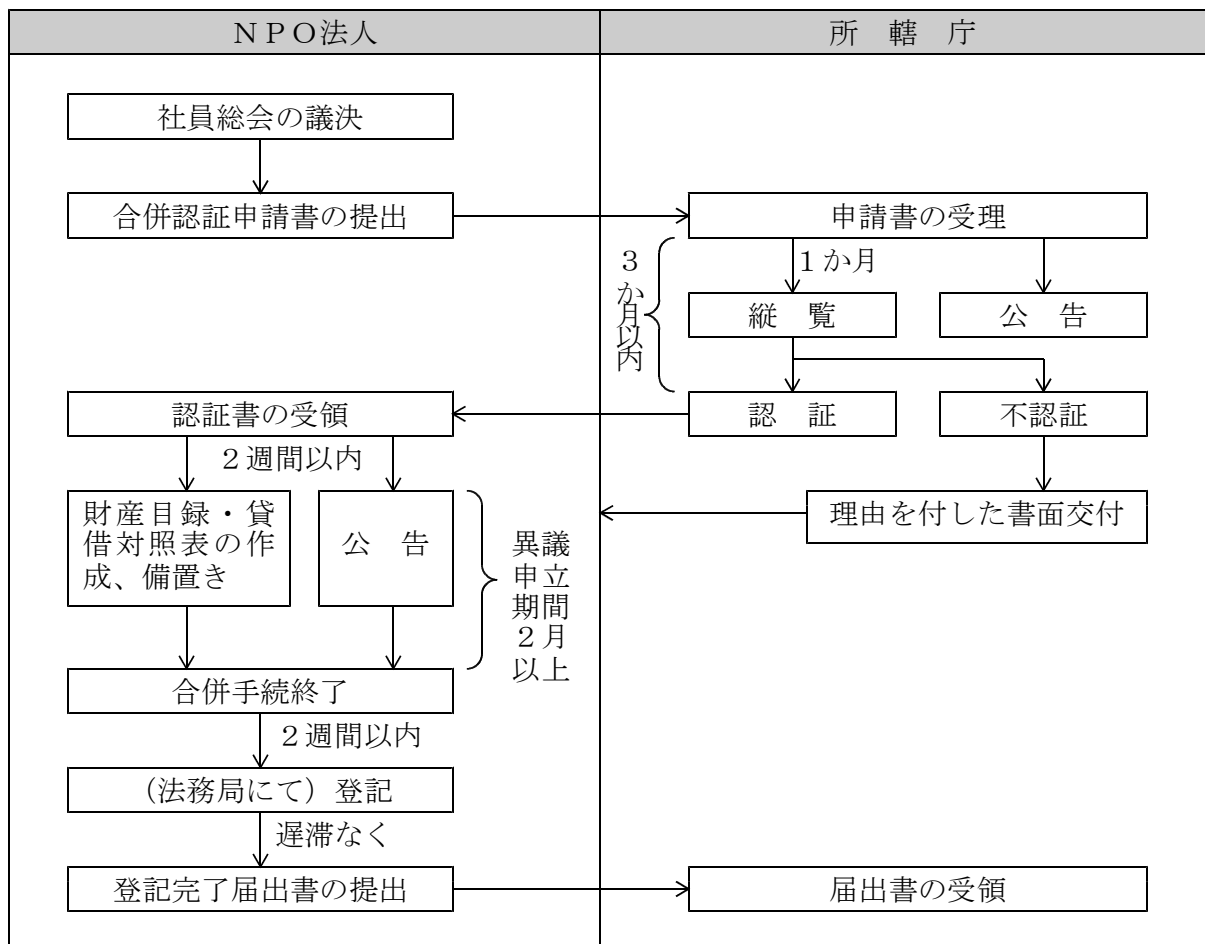 ＮＰＯ法人
所　轄　庁
社員総会の議決
合併認証申請書の提出
申請書の受理
３か月以内
１か月
縦　覧
公　告
認証書の受領
認　証
不認証
２週間以内
財産目録・貸
借対照表の作
成、備置き
公　告
異議
申立
期間
２月
以上
理由を付した書面交付
合併手続終了
２週間以内
（法務局にて）登記
遅滞なく
登記完了届出書の提出
届出書の受領